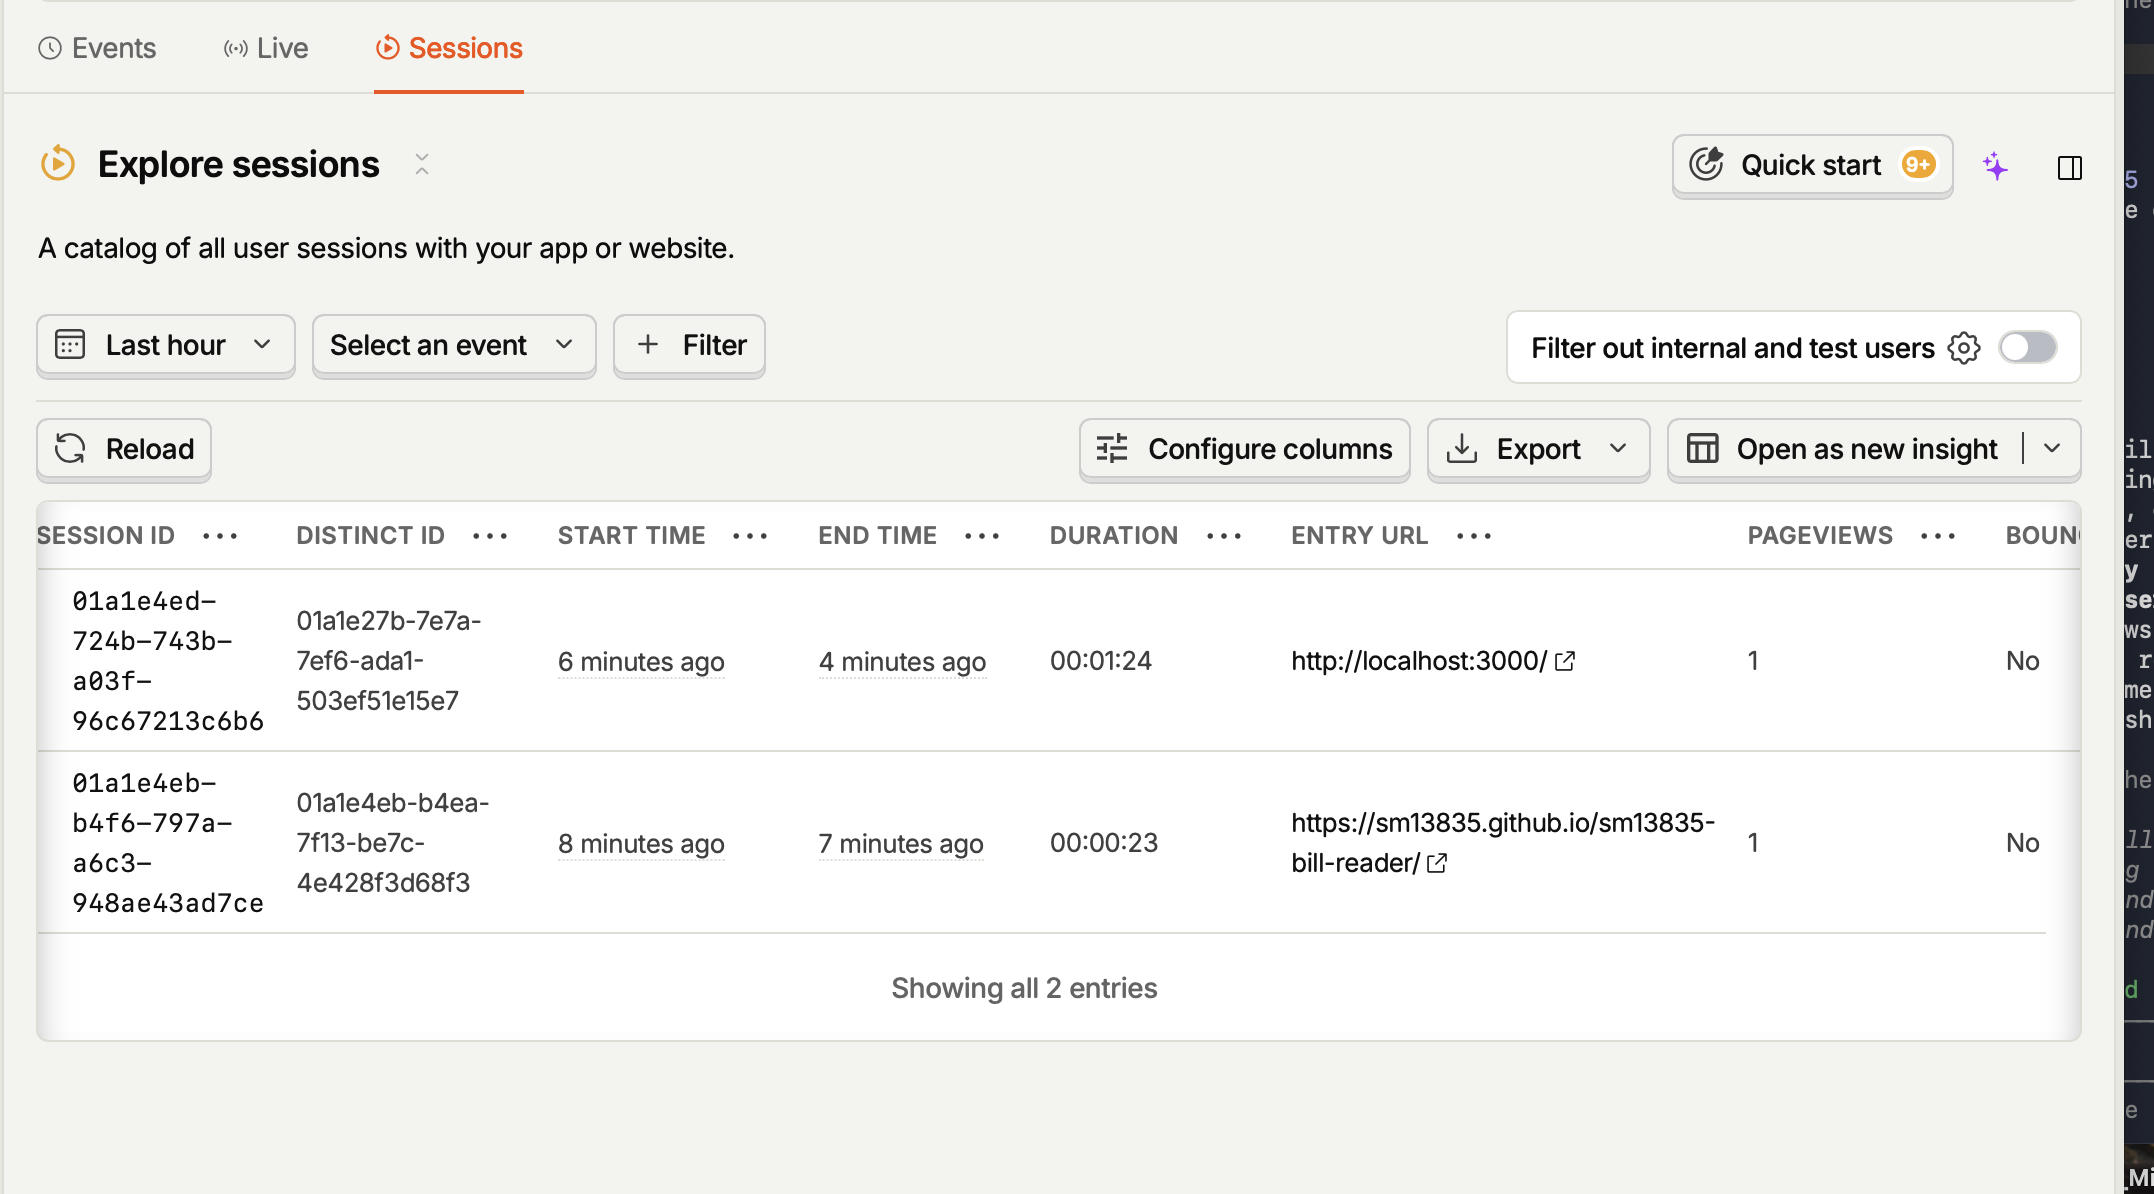 Events
Live
Sessions
Explore sessions
Quick start 9+
A catalog of all user sessions with your app or website.
Last hour
Select an event
+ Filter
Filter out internal and test users
Reload
Configure columns
Export
Open as new insight
SESSION ID ··· DISTINCT ID ··· START TIME ··· END TIME ··· DURATION ··· ENTRY URL ··· PAGEVIEWS ···
01a1e4ed-
724b-743b-
a03f-
96c67213c6b6
01a1e27b-7e7a-
7ef6-ada1-
503ef51e15e7
6 minutes ago
4 minutes ago
00:01:24
http://localhost:3000/
1
No
01a1e4eb-
b4f6-797a-
a6c3-
948ae43ad7ce
01a1e4eb-b4ea-
7f13-be7c-
4e428f3d68f3
8 minutes ago
7 minutes ago
00:00:23
https://sm13835.github.io/sm13835-
bill-reader/
1
No
Showing all 2 entries